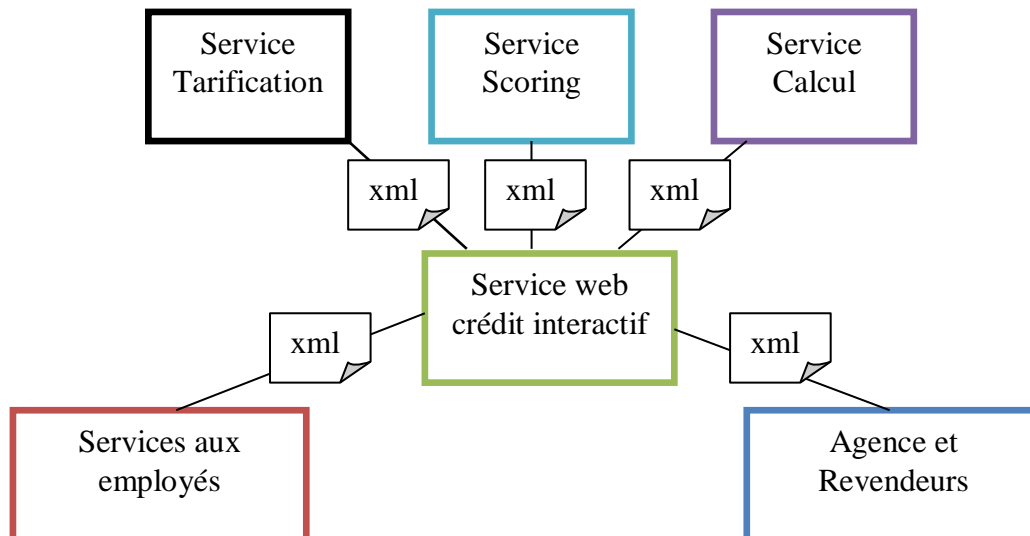 Service
Tarification
Service
Scoring
Service
Calcul
xml
xml
xml
Service web
crédit interactif
xml
xml
Services aux
employés
Agence et
Revendeurs